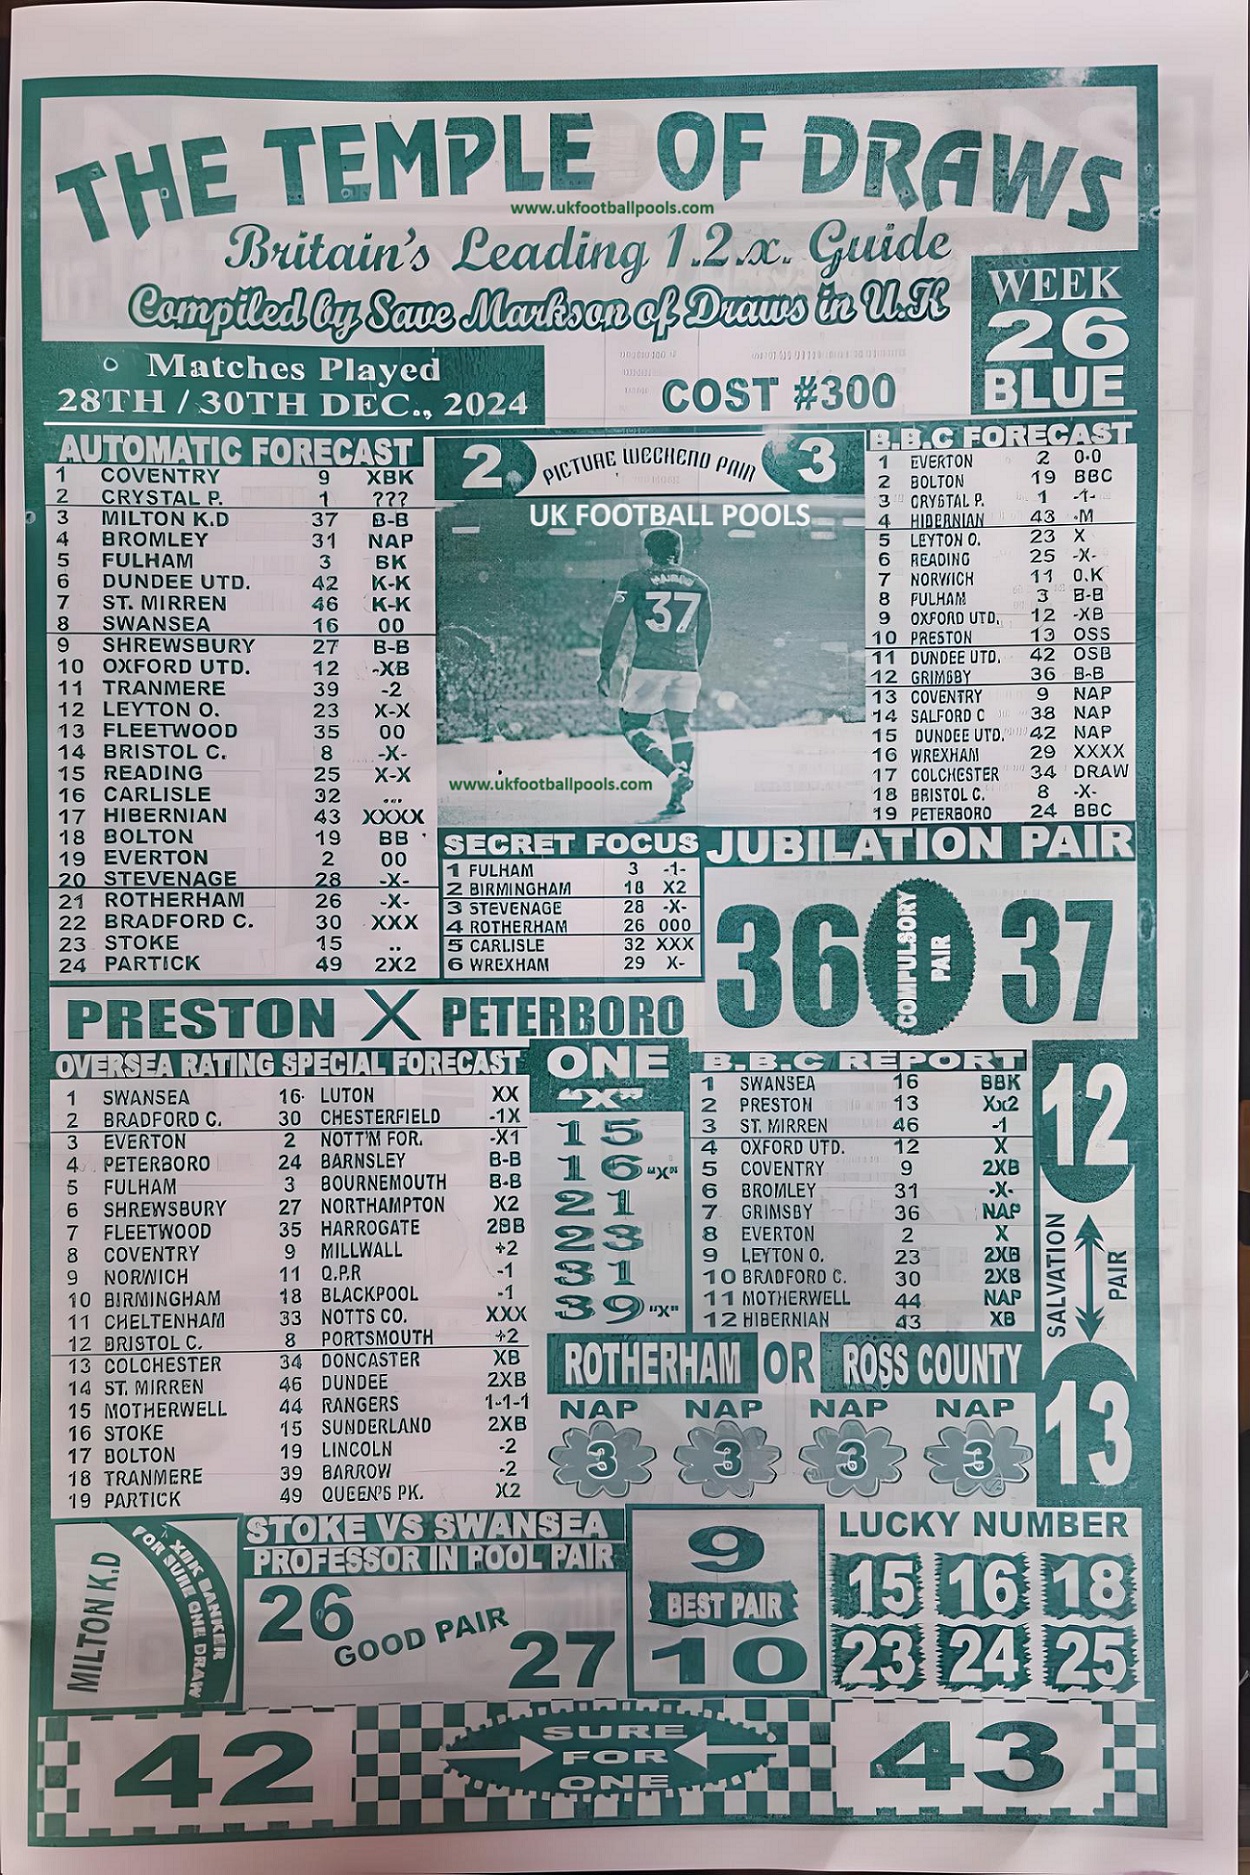 THE TEMPLE OF DRAWS
www.ukfootballpools.com
Britain's Leading 1.2.x. Guide
Compiled by Save Markson of Draws in U.K
WEEK
26
BLUE
Matches Played
28TH / 30TH DEC., 2024
COST #300
AUTOMATIC FORECAST
1 COVENTRY 9 XBK
2 CRYSTAL P. 1 ???
3 MILTON K.D 37 B-B
4 BROMLEY 31 NAP
5 FULHAM 3 BK
6 DUNDEE UTD. 42 K-K
7 ST. MIRREN 46 K-K
8 SWANSEA 16 00
9 SHREWSBURY 27 B-B
10 OXFORD UTD. 12 -XB
11 TRANMERE 39 -2
12 LEYTON O. 23 X-X
13 FLEETWOOD 35 00
14 BRISTOL C. 8 -X-
15 READING 25 X-X
16 CARLISLE 32 ...
17 HIBERNIAN 43 XXXX
18 BOLTON 19 BB
19 EVERTON 2 00
20 STEVENAGE 28 -X-
21 ROTHERHAM 26 -X-
22 BRADFORD C. 30 XXX
23 STOKE 15 ..
24 PARTICK 49 2X2
2 PICTURE WEEKEND PAIR 3
UK FOOTBALL POOLS
37
www.ukfootballpools.com
B.B.C FORECAST
1 EVERTON 2 0-0
2 BOLTON 19 BBC
3 CRYSTAL P. 1 -1-
4 HIBERNIAN 43 -M
5 LEYTON O. 23 X
6 READING 25 -X-
7 NORWICH 11 0.K
8 FULHAM 3 B-B
9 OXFORD UTD. 12 -XB
10 PRESTON 13 OSS
11 DUNDEE UTD. 42 OSB
12 GRIMSBY 36 B-B
13 COVENTRY 9 NAP
14 SALFORD C 38 NAP
15 DUNDEE UTD. 42 NAP
16 WREXHAM 29 XXXX
17 COLCHESTER 34 DRAW
18 BRISTOL C. 8 -X-
19 PETERBORO 24 BBC
SECRET FOCUS
1 FULHAM 3 -1-
2 BIRMINGHAM 18 X2
3 STEVENAGE 28 -X-
4 ROTHERHAM 26 000
5 CARLISLE 32 XXX
6 WREXHAM 29 X-
JUBILATION PAIR
36 COMPULSORY PAIR 37
PRESTON X PETERBORO
OVERSEA RATING SPECIAL FORECAST
1 SWANSEA 16 LUTON XX
2 BRADFORD C. 30 CHESTERFIELD -1X
3 EVERTON 2 NOTT'M FOR. -X1
4 PETERBORO 24 BARNSLEY B-B
5 FULHAM 3 BOURNEMOUTH B-B
6 SHREWSBURY 27 NORTHAMPTON X2
7 FLEETWOOD 35 HARROGATE 2BB
8 COVENTRY 9 MILLWALL +2
9 NORWICH 11 Q.P.R -1
10 BIRMINGHAM 18 BLACKPOOL -1
11 CHELTENHAM 33 NOTTS CO. XXX
12 BRISTOL C. 8 PORTSMOUTH +2
13 COLCHESTER 34 DONCASTER XB
14 ST. MIRREN 46 DUNDEE 2XB
15 MOTHERWELL 44 RANGERS 1-1-1
16 STOKE 15 SUNDERLAND 2XB
17 BOLTON 19 LINCOLN -2
18 TRANMERE 39 BARROW -2
19 PARTICK 49 QUEEN'S PK. X2
ONE
"X"
15
16 "X"
21
23
31
39 "X"
B.B.C REPORT
1 SWANSEA 16 BBK
2 PRESTON 13 Xx2
3 ST. MIRREN 46 -1
4 OXFORD UTD. 12 X
5 COVENTRY 9 2XB
6 BROMLEY 31 -X-
7 GRIMSBY 36 NAP
8 EVERTON 2 X
9 LEYTON O. 23 2XB
10 BRADFORD C. 30 2XB
11 MOTHERWELL 44 NAP
12 HIBERNIAN 43 XB
12
SALVATION PAIR
13
ROTHERHAM OR ROSS COUNTY
NAP NAP NAP NAP
3 3 3 3
MILTON K.D
XBK BANKER
FOR SURE ONE DRAW
STOKE VS SWANSEA
PROFESSOR IN POOL PAIR
26
GOOD PAIR
27
9
BEST PAIR
10
LUCKY NUMBER
15 16 18
23 24 25
42
SURE
FOR
ONE
43